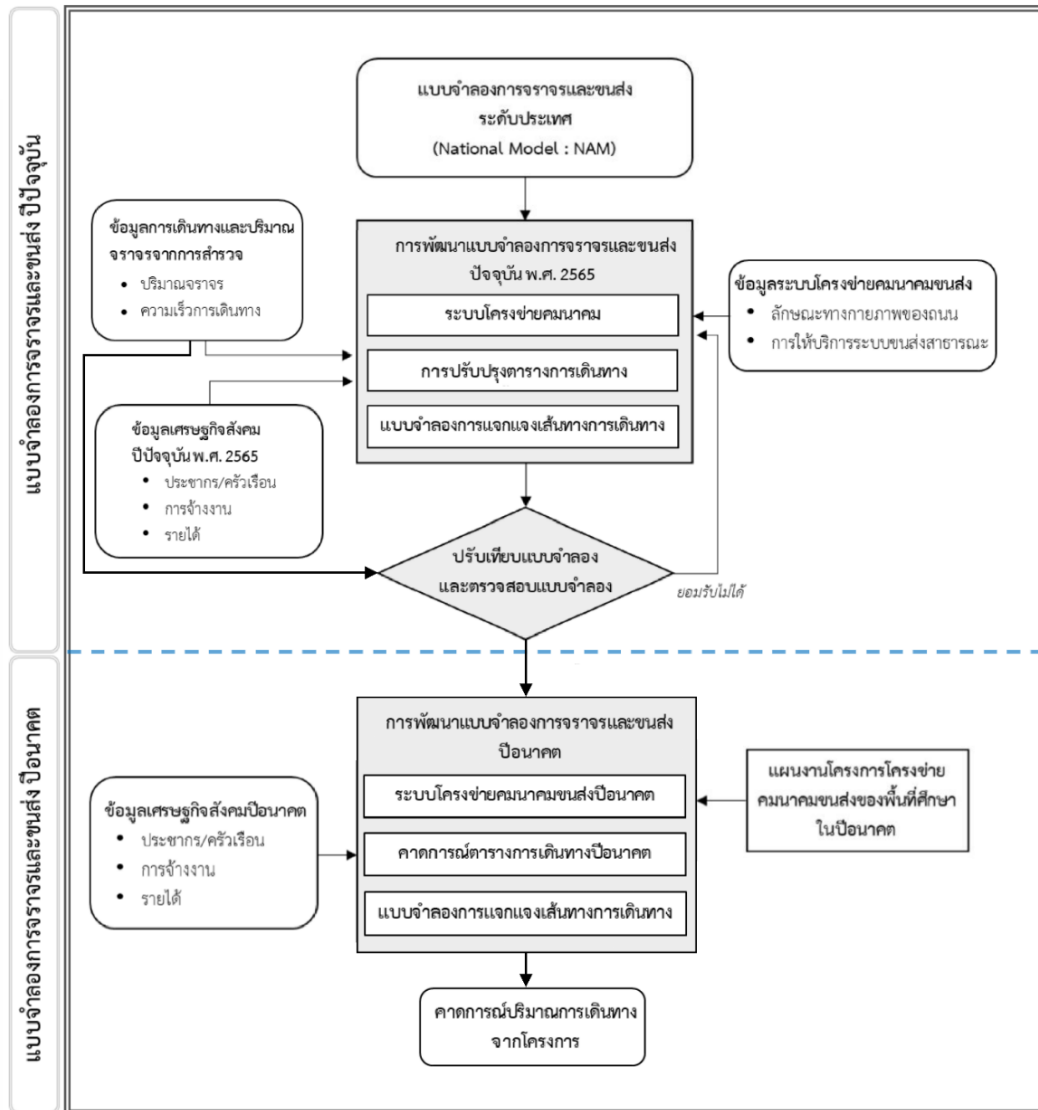 แบบจำลองการจราจรและขนส่ง ปีปัจจุบัน
แบบจำลองการจราจรและขนส่ง
ระดับประเทศ
(National Model : NAM)
ข้อมูลการเดินทางและปริมาณ
จราจรจากการสำรวจ
• ปริมาณจราจร
• ความเร็วการเดินทาง
การพัฒนาแบบจำลองการจราจรและขนส่ง
ปัจจุบัน พ.ศ. 2565
ระบบโครงข่ายคมนาคม
การปรับปรุงตารางการเดินทาง
แบบจำลองการแจกแจงเส้นทางการเดินทาง
ข้อมูลระบบโครงข่ายคมนาคมขนส่ง
• ลักษณะทางกายภาพของถนน
• การให้บริการระบบขนส่งสาธารณะ
ข้อมูลเศรษฐกิจสังคม
ปีปัจจุบัน พ.ศ. 2565
• ประชากร/ครัวเรือน
• การจ้างงาน
• รายได้
ปรับเทียบแบบจำลอง
และตรวจสอบแบบจำลอง
ยอมรับไม่ได้
แบบจำลองการจราจรและขนส่ง ปีอนาคต
การพัฒนาแบบจำลองการจราจรและขนส่ง
ปีอนาคต
ระบบโครงข่ายคมนาคมขนส่งปีอนาคต
คาดการณ์ตารางการเดินทางปีอนาคต
แบบจำลองการแจกแจงเส้นทางการเดินทาง
ข้อมูลเศรษฐกิจสังคมปีอนาคต
• ประชากร/ครัวเรือน
• การจ้างงาน
• รายได้
แผนงานโครงการโครงข่าย
คมนาคมขนส่งของพื้นที่ศึกษา
ในปีอนาคต
คาดการณ์ปริมาณการเดินทาง
จากโครงการ